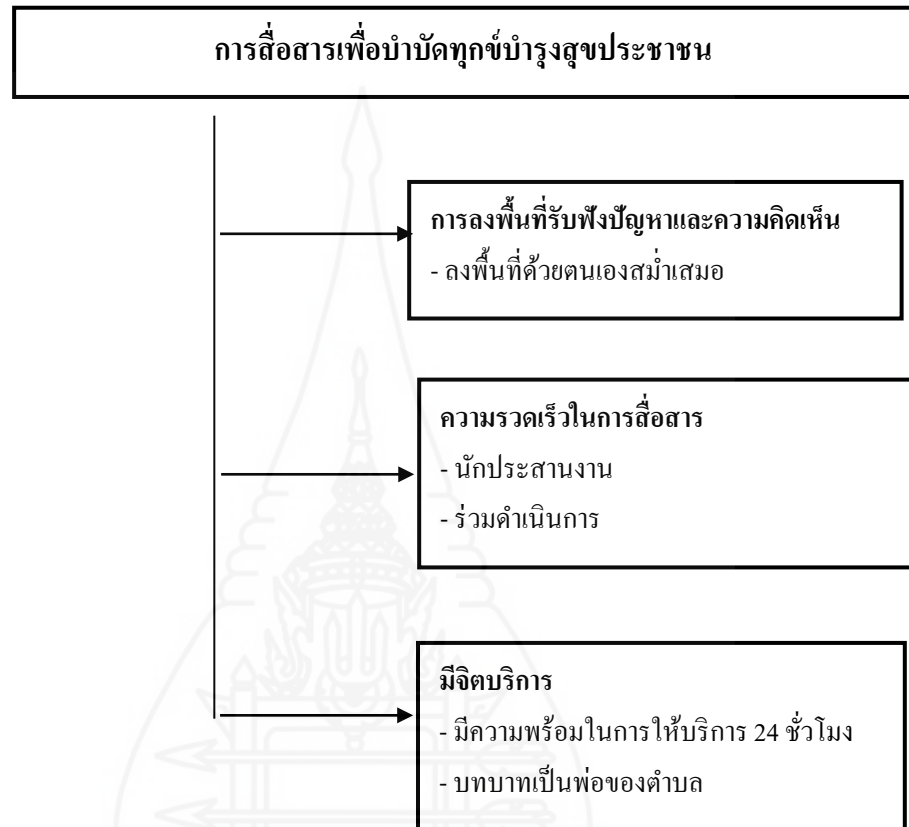 การสื่อสารเพื่อบำบัดทุกข์บำรุงสุขประชาชน
การลงพื้นที่รับฟังปัญหาและความคิดเห็น
- ลงพื้นที่ด้วยตนเองสม่ำเสมอ
ความรวดเร็วในการสื่อสาร
- นักประสานงาน
- ร่วมดำเนินการ
มีจิตบริการ
- มีความพร้อมในการให้บริการ 24 ชั่วโมง
- บทบาทเป็นพ่อของตำบล